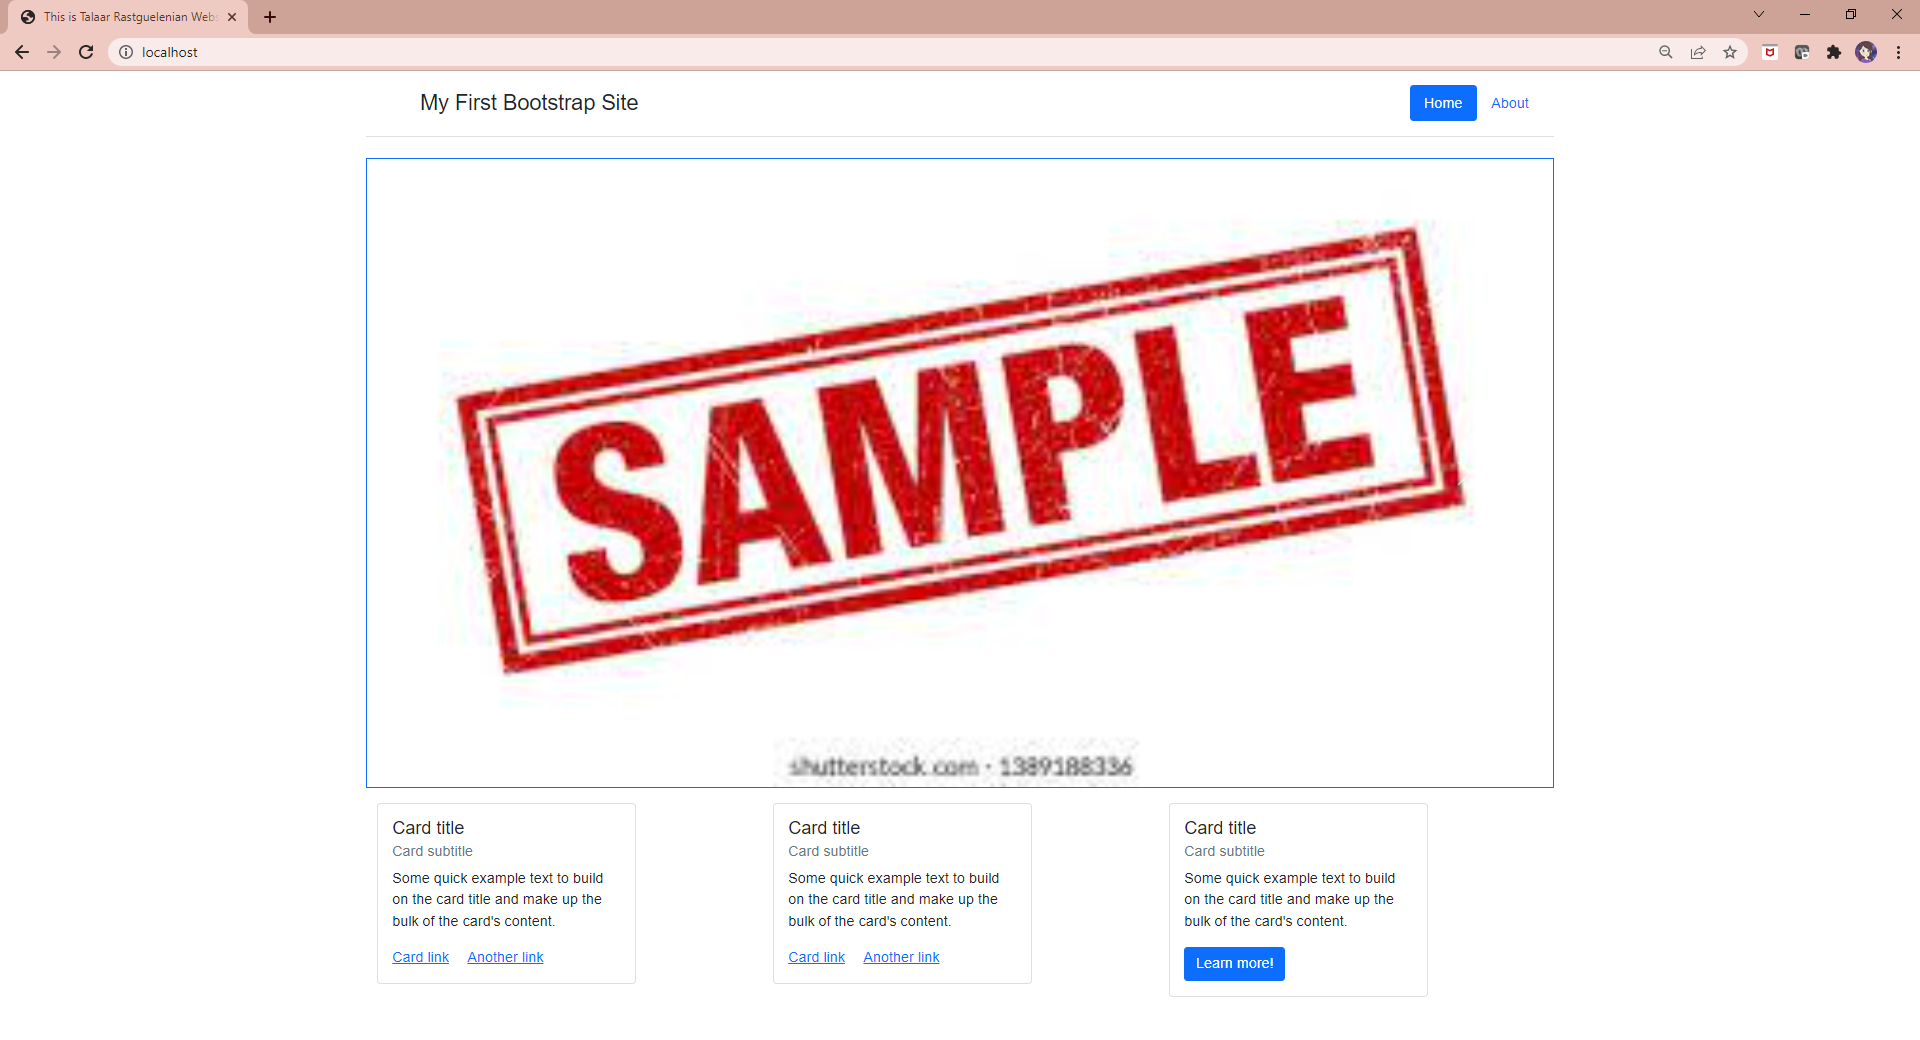 This is Talaar Rastguelenian Webs
localhost
My First Bootstrap Site
Home
About
SAMPLE
shutterstock.com · 1389188336
Card title
Card subtitle
Some quick example text to build
on the card title and make up the
bulk of the card's content.
Card link Another link
Card title
Card subtitle
Some quick example text to build
on the card title and make up the
bulk of the card's content.
Card link Another link
Card title
Card subtitle
Some quick example text to build
on the card title and make up the
bulk of the card's content.
Learn more!